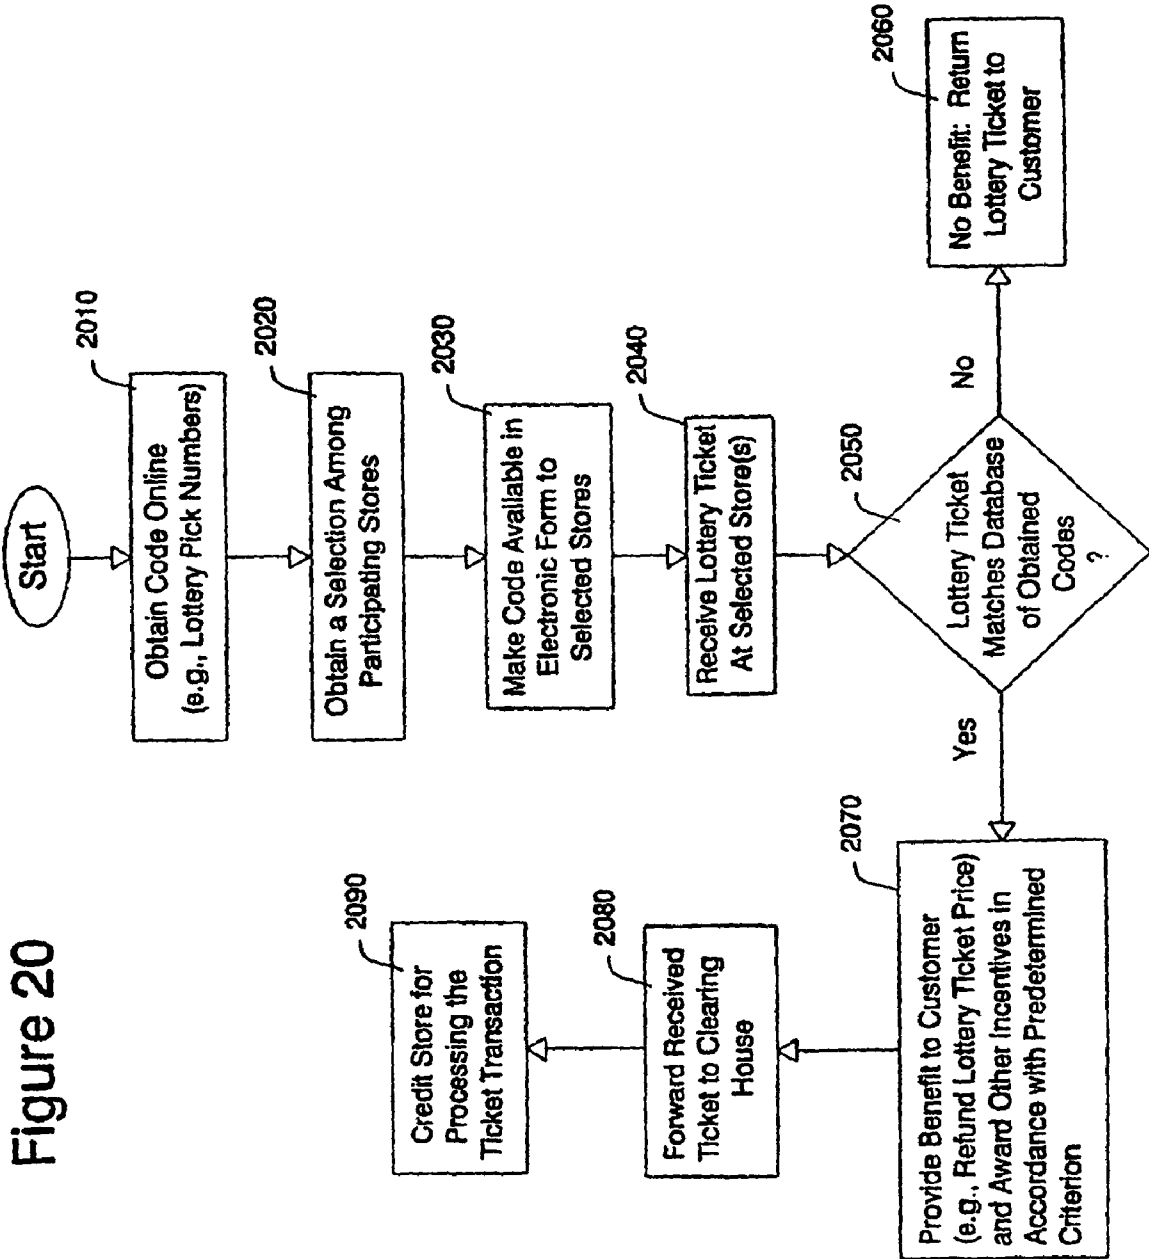 Figure 20
Start
2010
Obtain Code Online
(e.g., Lottery Pick Numbers)
2020
Obtain a Selection Among
Participating Stores
2030
Make Code Available in
Electronic Form to
Selected Stores
2040
Receive Lottery Ticket
At Selected Store(s)
2050
Lottery Ticket
Matches Database
of Obtained
Codes
?
No
2060
No Benefit: Return
Lottery Ticket to
Customer
Yes
2070
Provide Benefit to Customer
(e.g., Refund Lottery Ticket Price)
and Award Other Incentives in
Accordance with Predetermined
Criterion
2080
Forward Received
Ticket to Clearing
House
2090
Credit Store for
Processing the
Ticket Transaction